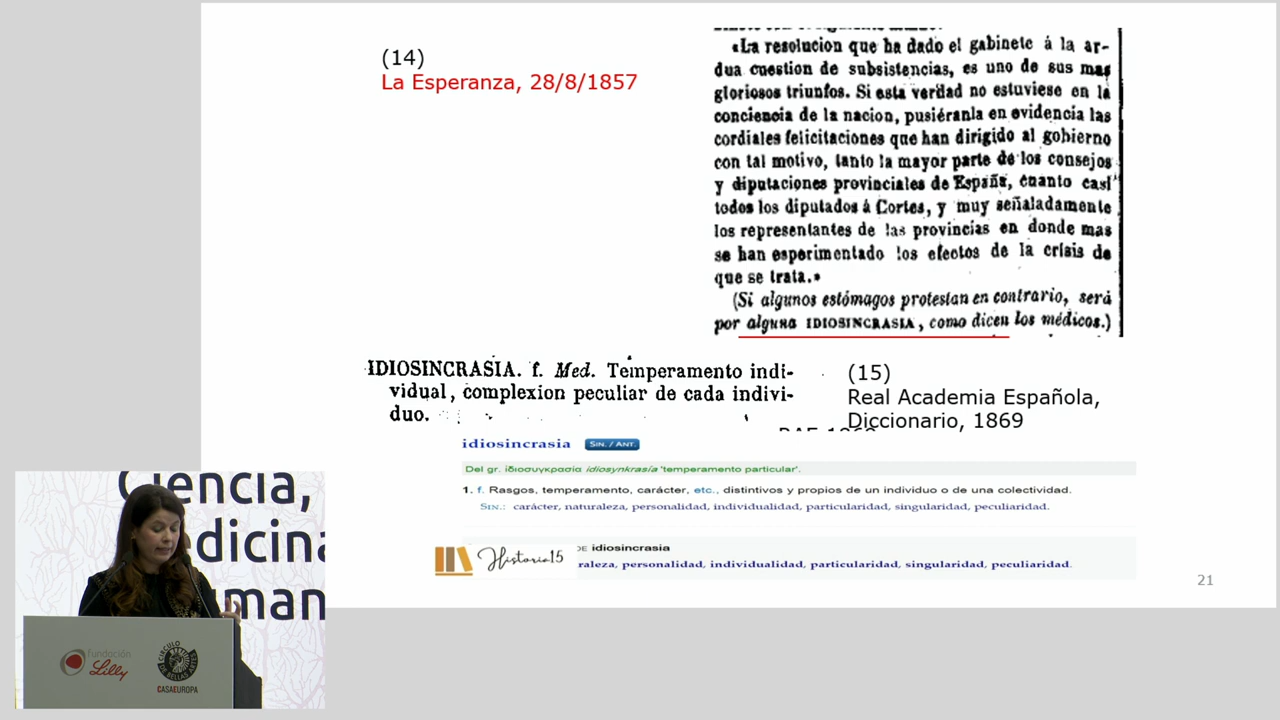 (14)
La Esperanza, 28/8/1857
«La resolucion que ha dado el gabinete á la ar-
dua cuestion de subsistencias, es uno de sus mas
gloriosos triunfos. Si esta verdad no estuviese en la
conciencia de la nacion, pusiéranla en evidencia las
cordiales felicitaciones que han dirigido al gobierno
con tal motivo, tanto la mayor parte de los consejos
y diputaciones provinciales de España, cuanto casi
todos los diputados á Cortes, y muy señaladamente
los representantes de las provincias en donde mas
se han esperimentado los efectos de la crisis de
que se trata.»
(Si algunos estómagos protestan en contrario, será
por alguna IDIOSINCRASIA, como dicen los médicos.)
IDIOSINCRASIA. f. Med. Temperamento indi-
vidual, complexion peculiar de cada indivi-
duo.
(15)
Real Academia Española,
Diccionario, 1869
idiosincrasia SIN. / ANT.
Del gr. ἰδιοσυγκρασία idiosynkrasía 'temperamento particular'.
1. f. Rasgos, temperamento, carácter, etc., distintivos y propios de un individuo o de una colectividad.
SIN.: carácter, naturaleza, personalidad, individualidad, particularidad, singularidad, peculiaridad.
Historia15
DE idiosincrasia
raleza, personalidad, individualidad, particularidad, singularidad, peculiaridad.
21
Ciencia,
edicina
uman
fundación
Lilly
CÍRCULO
DE BELLAS ARTES
CASAEUROPA